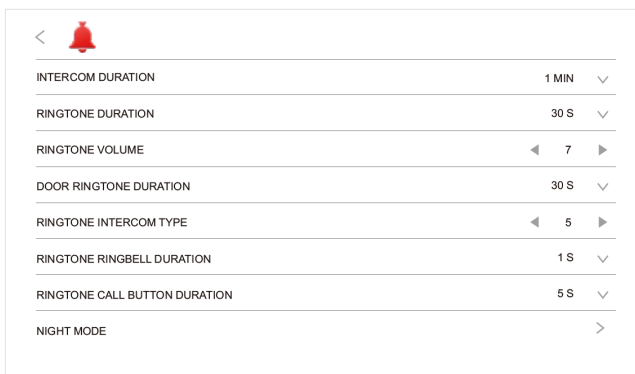 INTERCOM DURATION 1 MIN
RINGTONE DURATION 30 S
RINGTONE VOLUME 7
DOOR RINGTONE DURATION 30 S
RINGTONE INTERCOM TYPE 5
RINGTONE RINGBELL DURATION 1 S
RINGTONE CALL BUTTON DURATION 5 S
NIGHT MODE